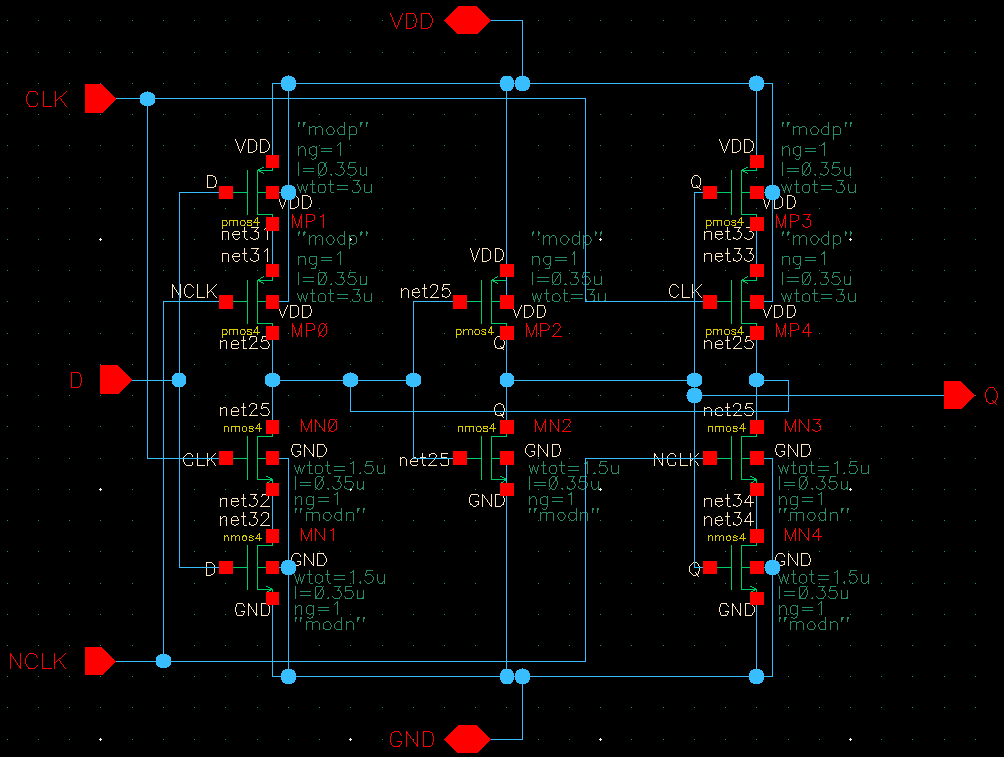 VDD
CLK
"modp"
ng=1
l=0.35u
wtot=3u
VDD
D
VDD
pmos4
MP1
net31
"modp"
ng=1
l=0.35u
wtot=3u
net31
NCLK
VDD
pmos4
MP0
net25
"modp"
ng=1
l=0.35u
wtot=3u
VDD
net25
VDD
pmos4
MP2
Q
"modp"
ng=1
l=0.35u
wtot=3u
VDD
Q
VDD
pmos4
MP3
net33
"modp"
ng=1
l=0.35u
wtot=3u
net33
CLK
VDD
pmos4
MP4
net25
D
Q
net25
nmos4
MN0
GND
CLK
wtot=1.5u
l=0.35u
ng=1
"modn"
net32
net32
nmos4
MN1
GND
D
wtot=1.5u
l=0.35u
ng=1
"modn"
GND
Q
nmos4
MN2
GND
net25
wtot=1.5u
l=0.35u
ng=1
"modn"
GND
net25
nmos4
MN3
GND
NCLK
wtot=1.5u
l=0.35u
ng=1
"modn"
net34
net34
nmos4
MN4
GND
Q
wtot=1.5u
l=0.35u
ng=1
"modn"
GND
NCLK
GND